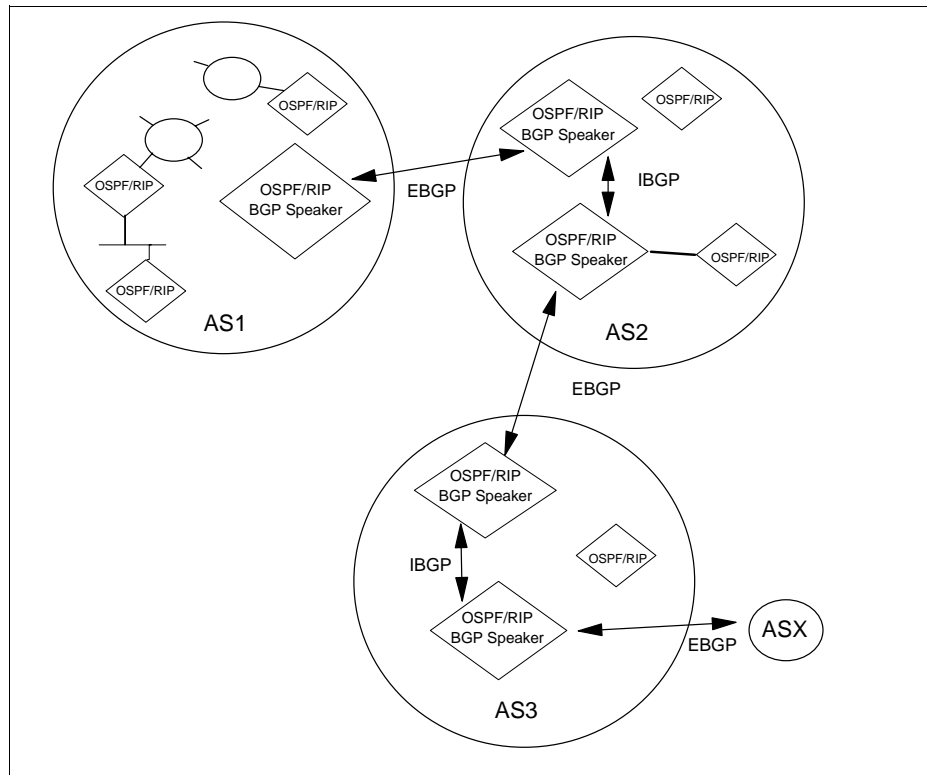 OSPF/RIP
OSPF/RIP
OSPF/RIP
BGP Speaker
OSPF/RIP
AS1
EBGP
OSPF/RIP
BGP Speaker
OSPF/RIP
IBGP
OSPF/RIP
BGP Speaker
OSPF/RIP
AS2
EBGP
OSPF/RIP
BGP Speaker
IBGP
OSPF/RIP
OSPF/RIP
BGP Speaker
EBGP
ASX
AS3